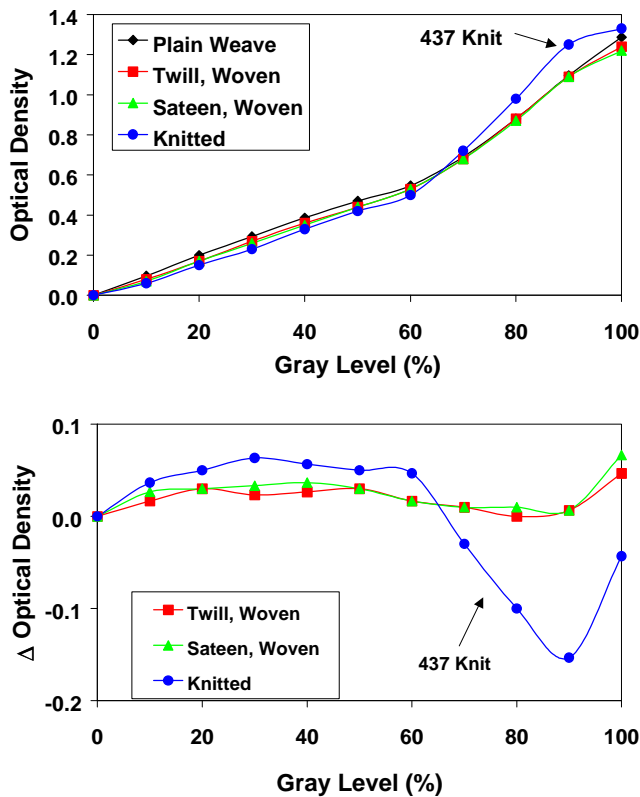 1.4
1.2
1.0
0.8
0.6
0.4
0.2
0.0
Optical Density
Plain Weave
Twill, Woven
Sateen, Woven
Knitted
437 Knit
0 20 40 60 80 100
Gray Level (%)
0.1
0.0
-0.1
-0.2
Δ Optical Density
Twill, Woven
Sateen, Woven
Knitted
437 Knit
0 20 40 60 80 100
Gray Level (%)